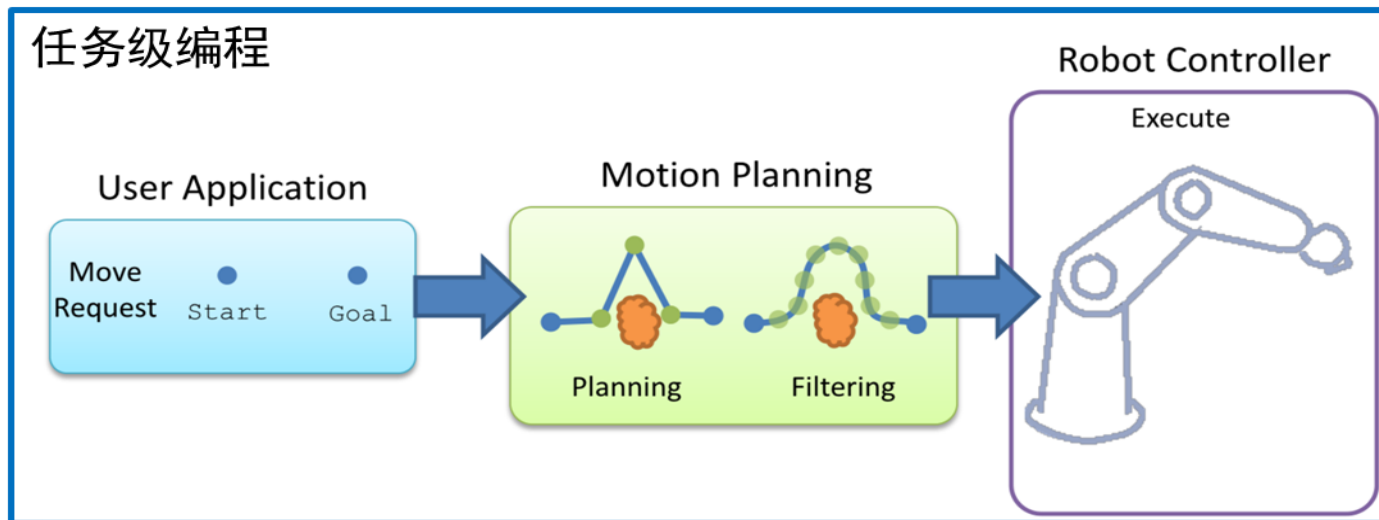 任务级编程
Robot Controller
Execute
User Application
Motion Planning
Move
Request
Start
Goal
Planning
Filtering